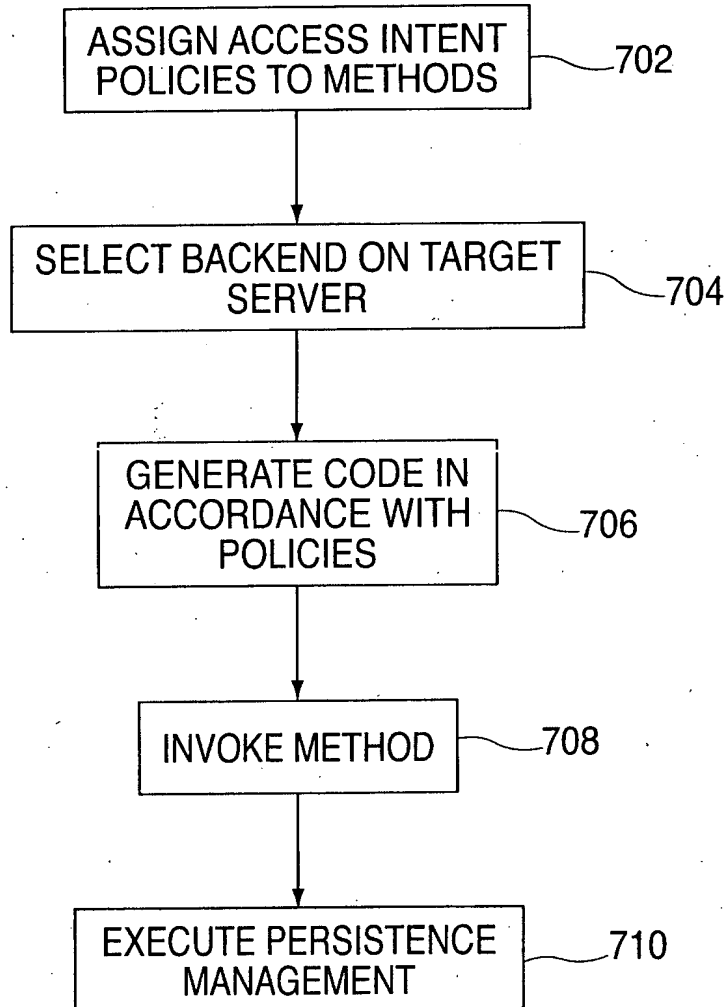 ASSIGN ACCESS INTENT
POLICIES TO METHODS
702
SELECT BACKEND ON TARGET
SERVER
704
GENERATE CODE IN
ACCORDANCE WITH
POLICIES
706
INVOKE METHOD
708
EXECUTE PERSISTENCE
MANAGEMENT
710